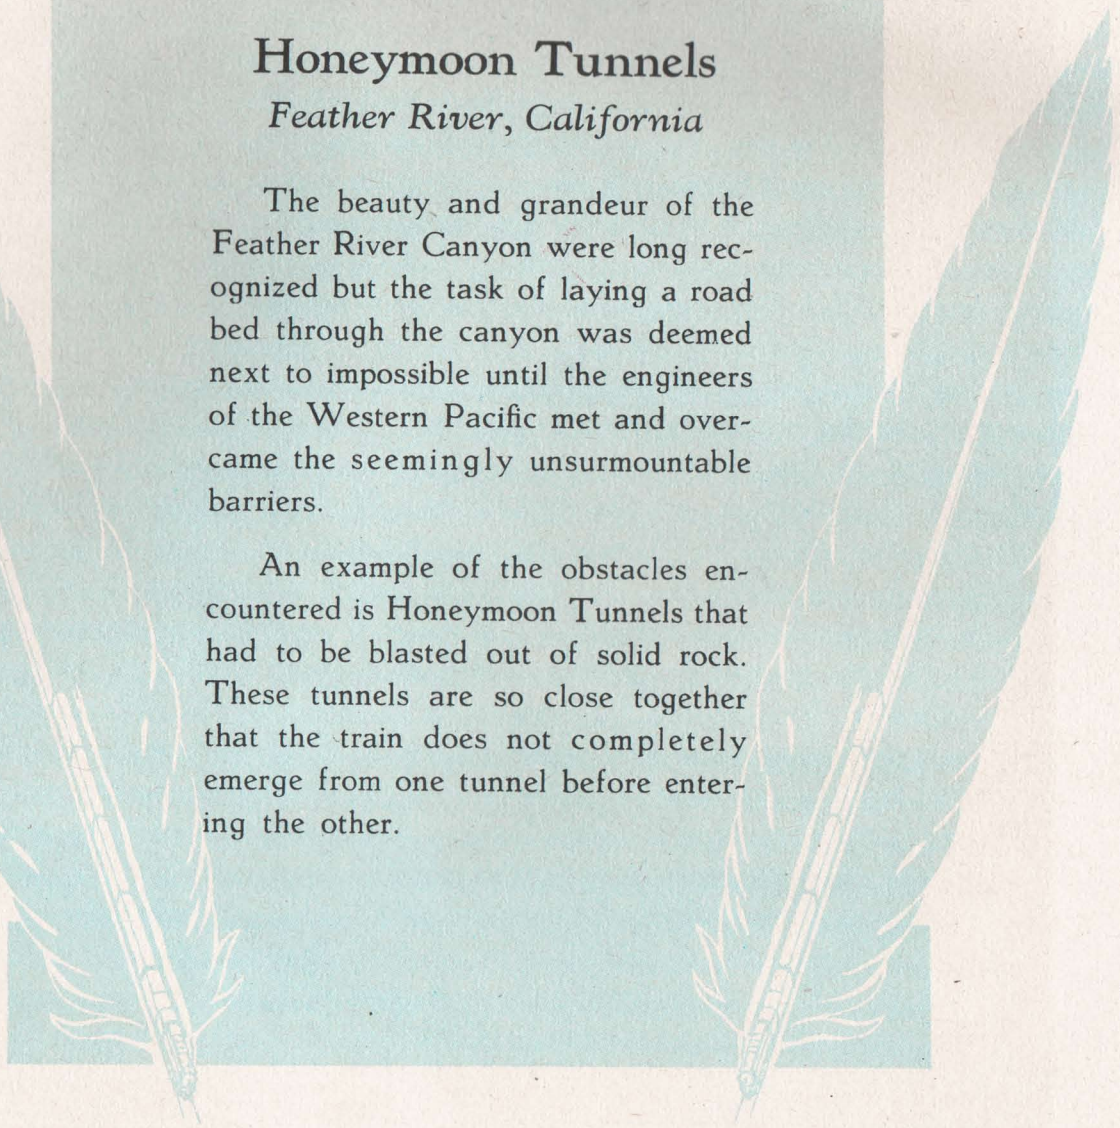 Honeymoon Tunnels
Feather River, California
The beauty and grandeur of the
Feather River Canyon were long rec-
ognized but the task of laying a road
bed through the canyon was deemed
next to impossible until the engineers
of the Western Pacific met and over-
came the seemingly unsurmountable
barriers.
An example of the obstacles en-
countered is Honeymoon Tunnels that
had to be blasted out of solid rock.
These tunnels are so close together
that the train does not completely
emerge from one tunnel before enter-
ing the other.